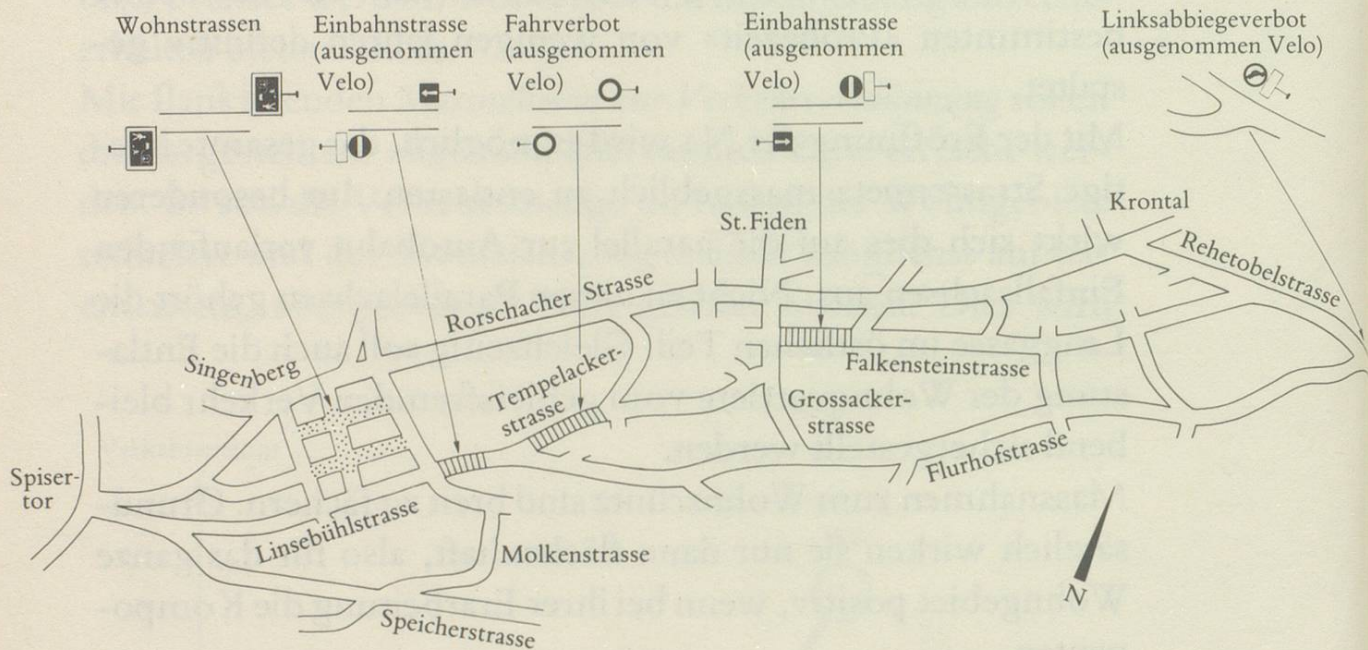 Wohnstrassen
Einbahnstrasse
(ausgenommen
Velo)
Fahrverbot
(ausgenommen
Velo)
Einbahnstrasse
(ausgenommen
Velo)
Linksabbiegeverbot
(ausgenommen Velo)
St. Fiden
Krontal
Rehetobelstrasse
Rorschacher Strasse
Singenberg
Tempelacker-
strasse
Falkensteinstrasse
Grossacker-
strasse
Flurhofstrasse
Spiser-
tor
Linsebühlstrasse
Molkenstrasse
Speicherstrasse
N